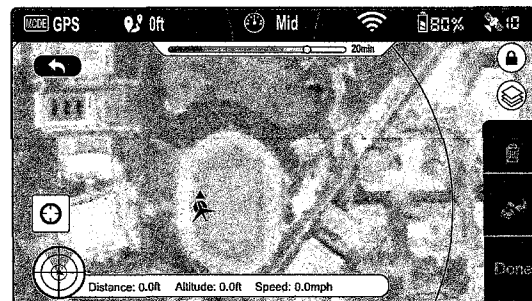 MODE GPS 0ft Mid 80% 10
20min
Done
Distance: 0.0ft Altitude: 0.0ft Speed: 0.0mph